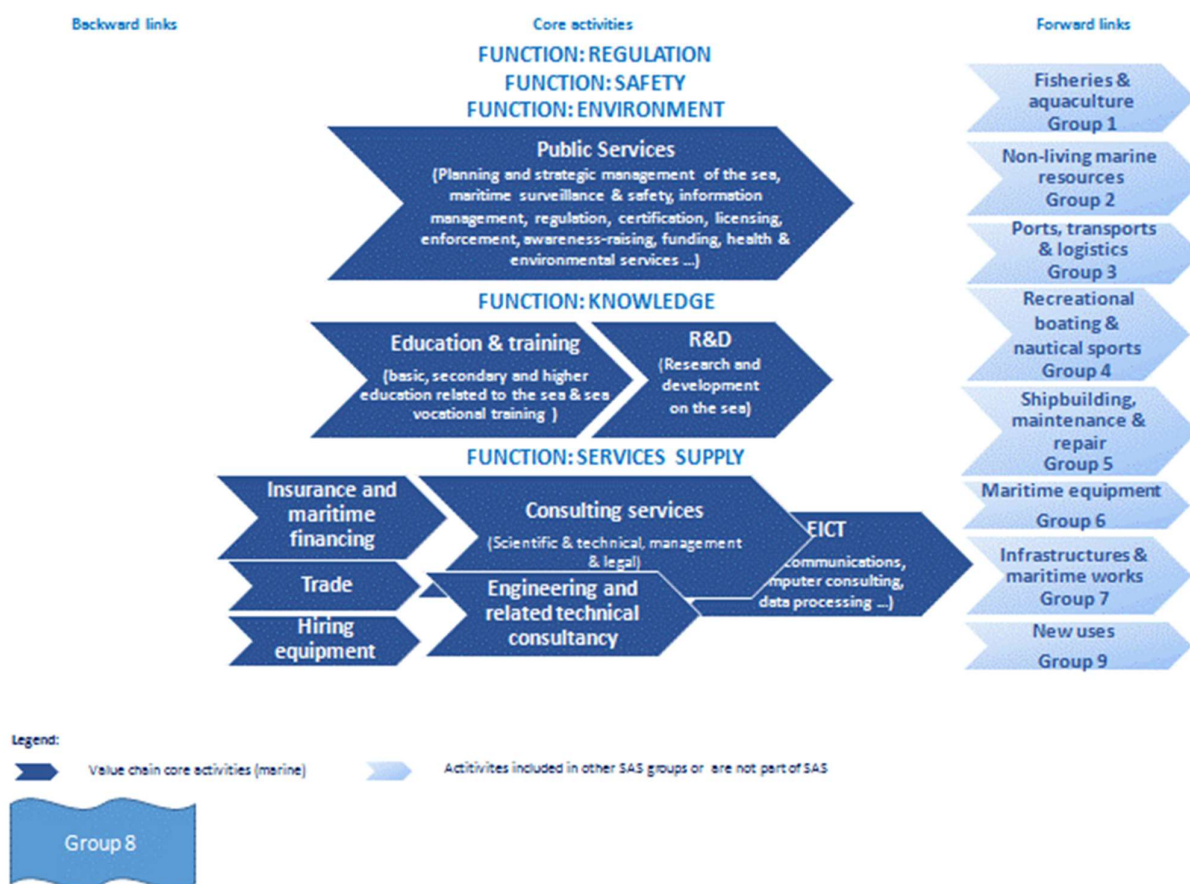 Backward links
Core activities
Forward links
FUNCTION: REGULATION
FUNCTION: SAFETY
FUNCTION: ENVIRONMENT
Public Services
(Planning and strategic management of the sea,
maritime surveillance & safety, information
management, regulation, certification, licensing,
enforcement, awareness-raising, funding, health &
environmental services ...)
FUNCTION: KNOWLEDGE
Education & training
(basic, secondary and higher
education related to the sea & sea
vocational training )
R&D
(Research and
development
on the sea)
FUNCTION: SERVICES SUPPLY
Insurance and
maritime
financing
Trade
Hiring
equipment
Consulting services
(Scientific & technical, management
& legal)
Engineering and
related technical
consultancy
EICT
communications,
consulting,
data processing ...)
Fisheries &
aquaculture
Group 1
Non-living marine
resources
Group 2
Ports, transports
& logistics
Group 3
Recreational
boating &
nautical sports
Group 4
Shipbuilding,
maintenance &
repair
Group 5
Maritime equipment
Group 6
Infrastructures &
maritime works
Group 7
New uses
Group 9
Legend:
Value chain core activities (marine)
Actitivites included in other SAS groups or are not part of SAS
Group 8